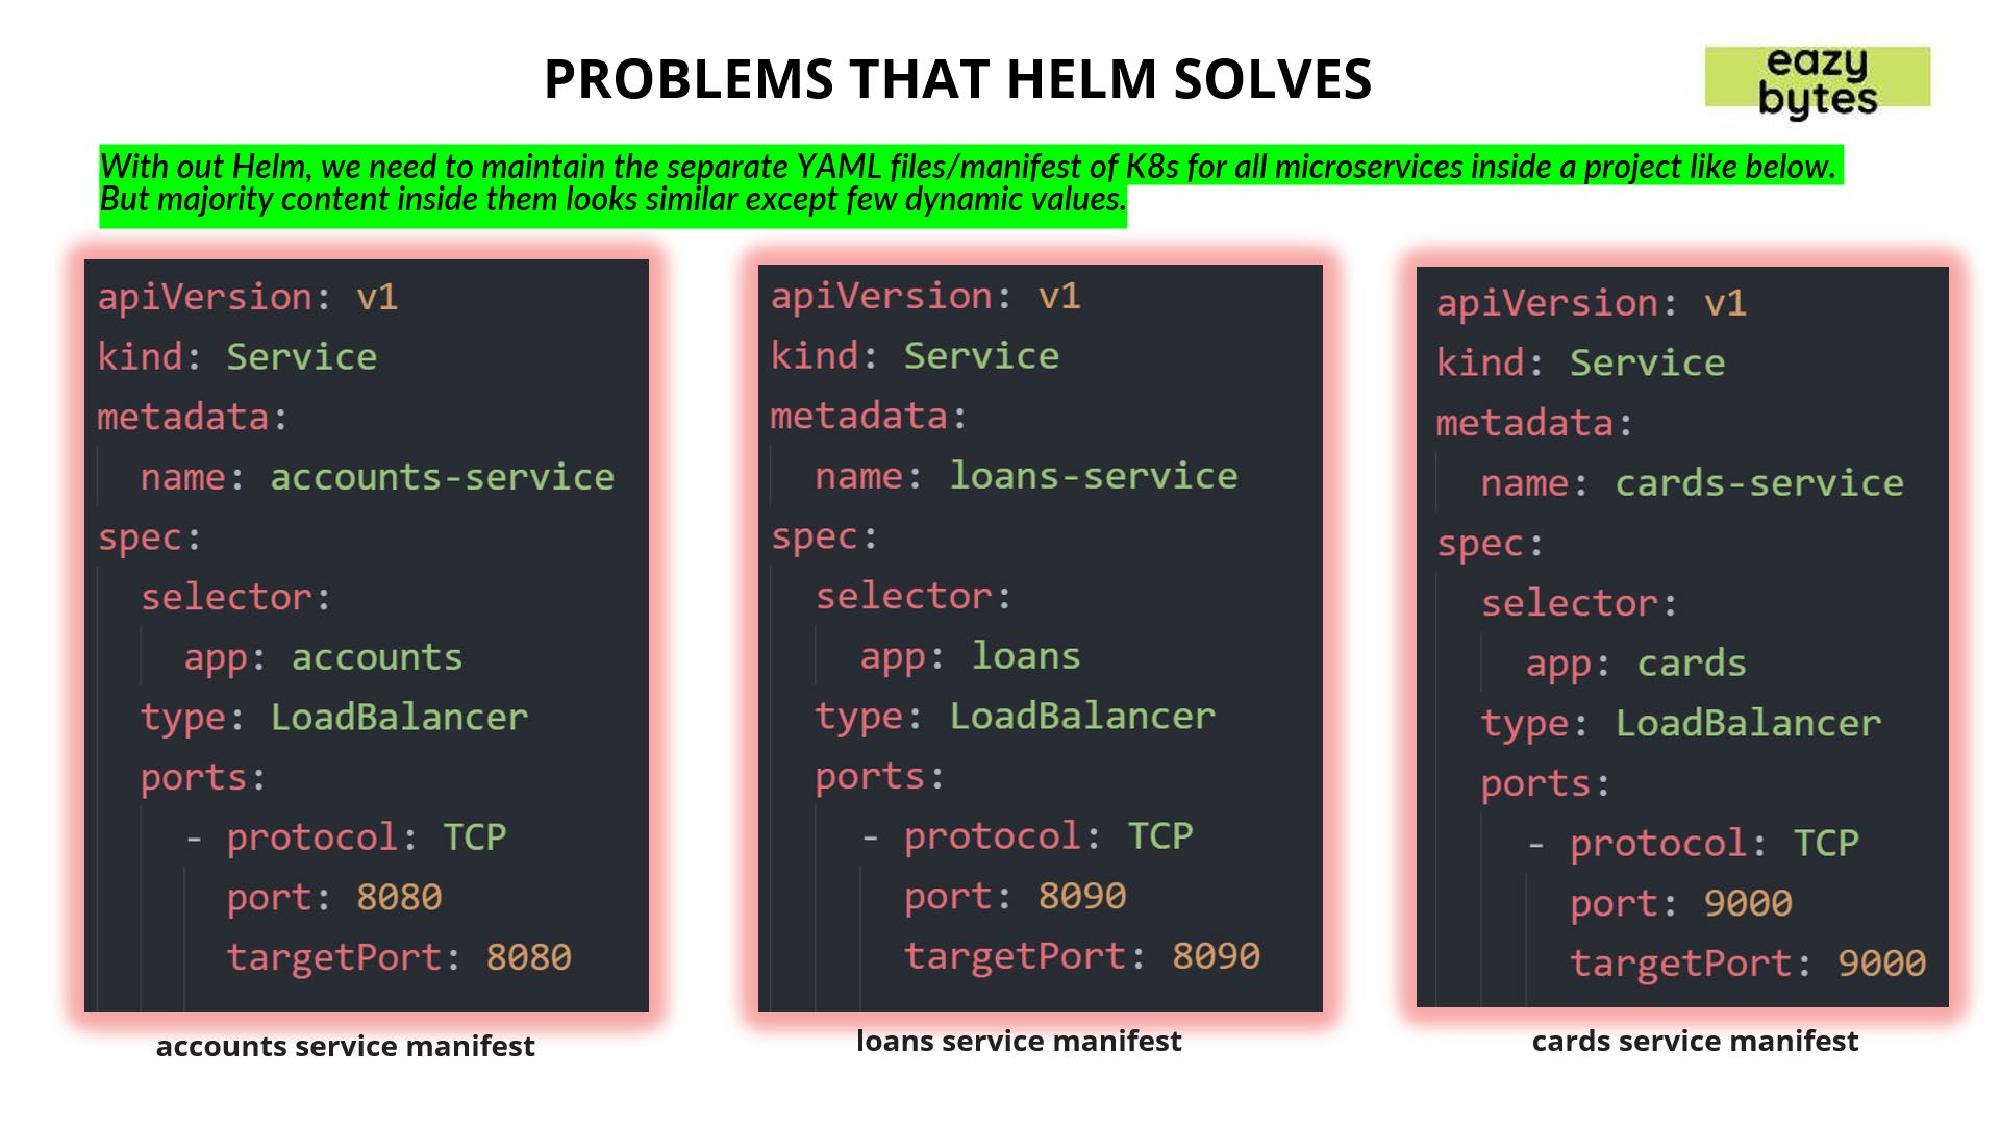 PROBLEMS THAT HELM SOLVES
eazy
bytes
With out Helm, we need to maintain the separate YAML files/manifest of K8s for all microservices inside a project like below.
But majority content inside them looks similar except few dynamic values.
apiVersion: v1
kind: Service
metadata:
  name: accounts-service
spec:
  selector:
    app: accounts
  type: LoadBalancer
  ports:
    - protocol: TCP
      port: 8080
      targetPort: 8080
accounts service manifest
apiVersion: v1
kind: Service
metadata:
  name: loans-service
spec:
  selector:
    app: loans
  type: LoadBalancer
  ports:
    - protocol: TCP
      port: 8090
      targetPort: 8090
loans service manifest
apiVersion: v1
kind: Service
metadata:
  name: cards-service
spec:
  selector:
    app: cards
  type: LoadBalancer
  ports:
    - protocol: TCP
      port: 9000
      targetPort: 9000
cards service manifest